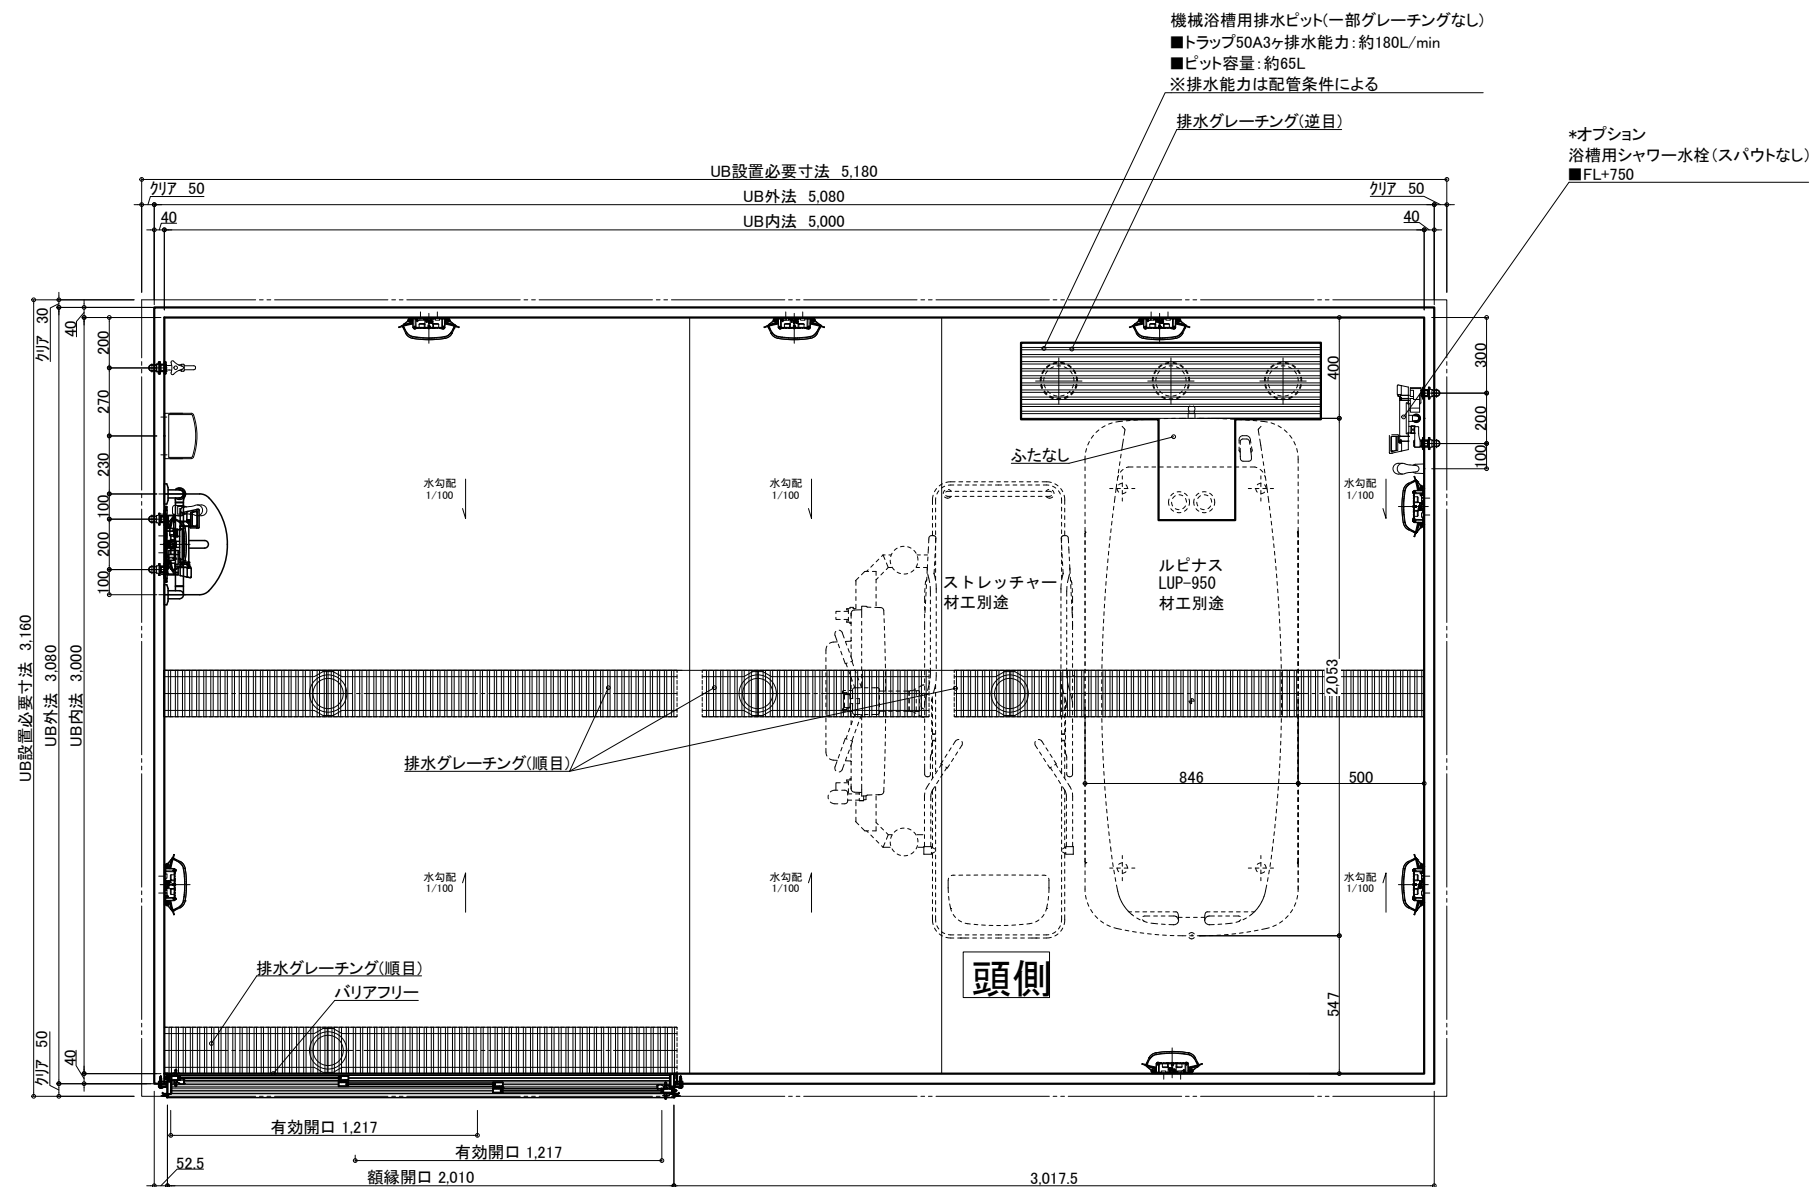 機械浴槽用排水ピット(一部グレーチングなし)
■トラップ50A3ヶ排水能力：約180L/min
■ピット容量：約65L
※排水能力は配管条件による
排水グレーチング(逆目)
*オプション
浴槽用シャワー水栓(スパウトなし)
■FL+750
UB設置必要寸法 5,180
クリア 50
クリア 50
UB外法 5,080
40
40
UB内法 5,000
クリア 30
40
200
270
230
100
200
100
UB設置必要寸法 3,160
UB外法 3,080
UB内法 3,000
クリア 50
40
400
300
200
100
ふたなし
水勾配
1/100
水勾配
1/100
水勾配
1/100
ストレッチャー
材工別途
ルピナス
LUP-950
材工別途
2,053
排水グレーチング(順目)
846
500
水勾配
1/100
水勾配
1/100
水勾配
1/100
排水グレーチング(順目)
バリアフリー
頭側
547
有効開口 1,217
有効開口 1,217
52.5
額縁開口 2,010
3,017.5